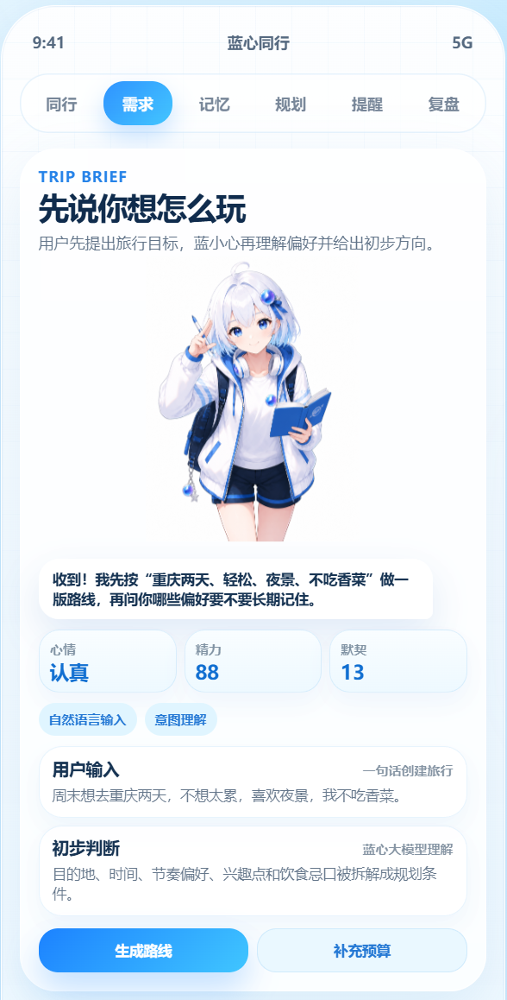 9:41 蓝心同行 5G
同行 需求 记忆 规划 提醒 复盘
TRIP BRIEF
先说你想怎么玩
用户先提出旅行目标，蓝小心再理解偏好并给出初步方向。
收到！我先按“重庆两天、轻松、夜景、不吃香菜”做一
版路线，再问你哪些偏好要不要长期记住。
心情 精力 默契
认真 88 13
自然语言输入 意图理解
用户输入 一句话创建旅行
周末想去重庆两天，不想太累，喜欢夜景，我不吃香菜。
初步判断 蓝心大模型理解
目的地、时间、节奏偏好、兴趣点和饮食忌口被拆解成规划条
件。
生成路线 补充预算